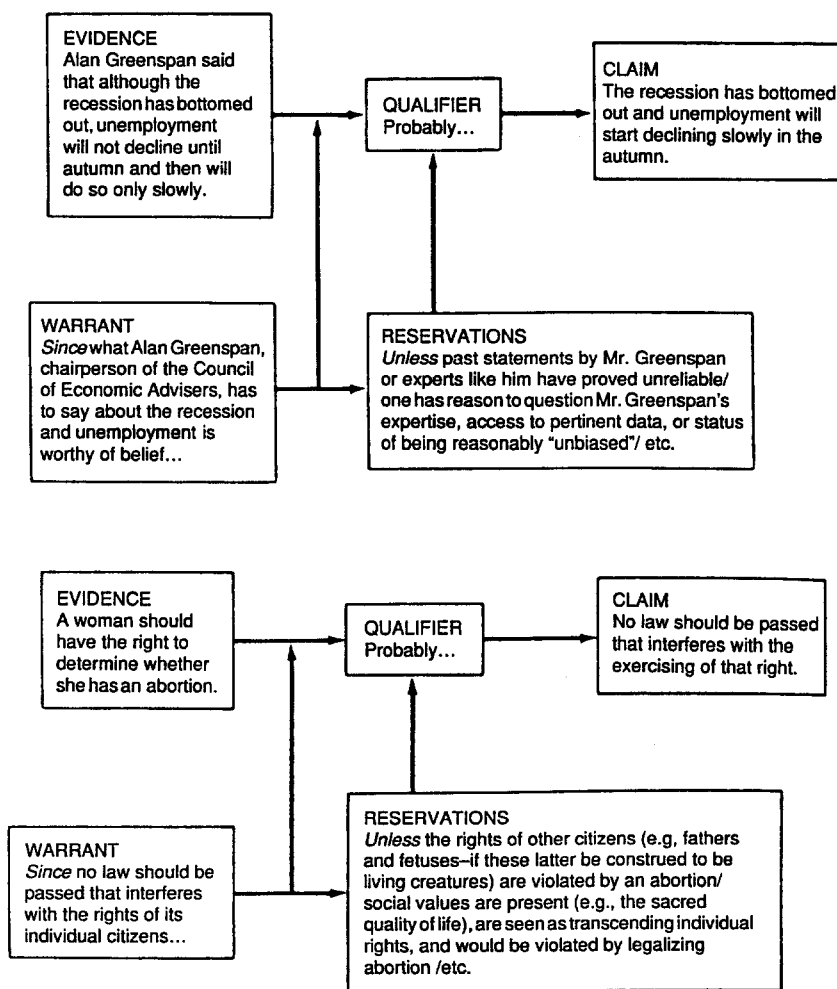 EVIDENCE
Alan Greenspan said
that although the
recession has bottomed
out, unemployment
will not decline until
autumn and then will
do so only slowly.
QUALIFIER
Probably...
CLAIM
The recession has bottomed
out and unemployment will
start declining slowly in the
autumn.
WARRANT
Since what Alan Greenspan,
chairperson of the Council
of Economic Advisers, has
to say about the recession
and unemployment is
worthy of belief...
RESERVATIONS
Unless past statements by Mr. Greenspan
or experts like him have proved unreliable/
one has reason to question Mr. Greenspan's
expertise, access to pertinent data, or status
of being reasonably "unbiased"/ etc.
EVIDENCE
A woman should
have the right to
determine whether
she has an abortion.
QUALIFIER
Probably...
CLAIM
No law should be passed
that interferes with the
exercising of that right.
WARRANT
Since no law should be
passed that interferes
with the rights of its
individual citizens...
RESERVATIONS
Unless the rights of other citizens (e.g, fathers
and fetuses–if these latter be construed to be
living creatures) are violated by an abortion/
social values are present (e.g., the sacred
quality of life), are seen as transcending individual
rights, and would be violated by legalizing
abortion /etc.